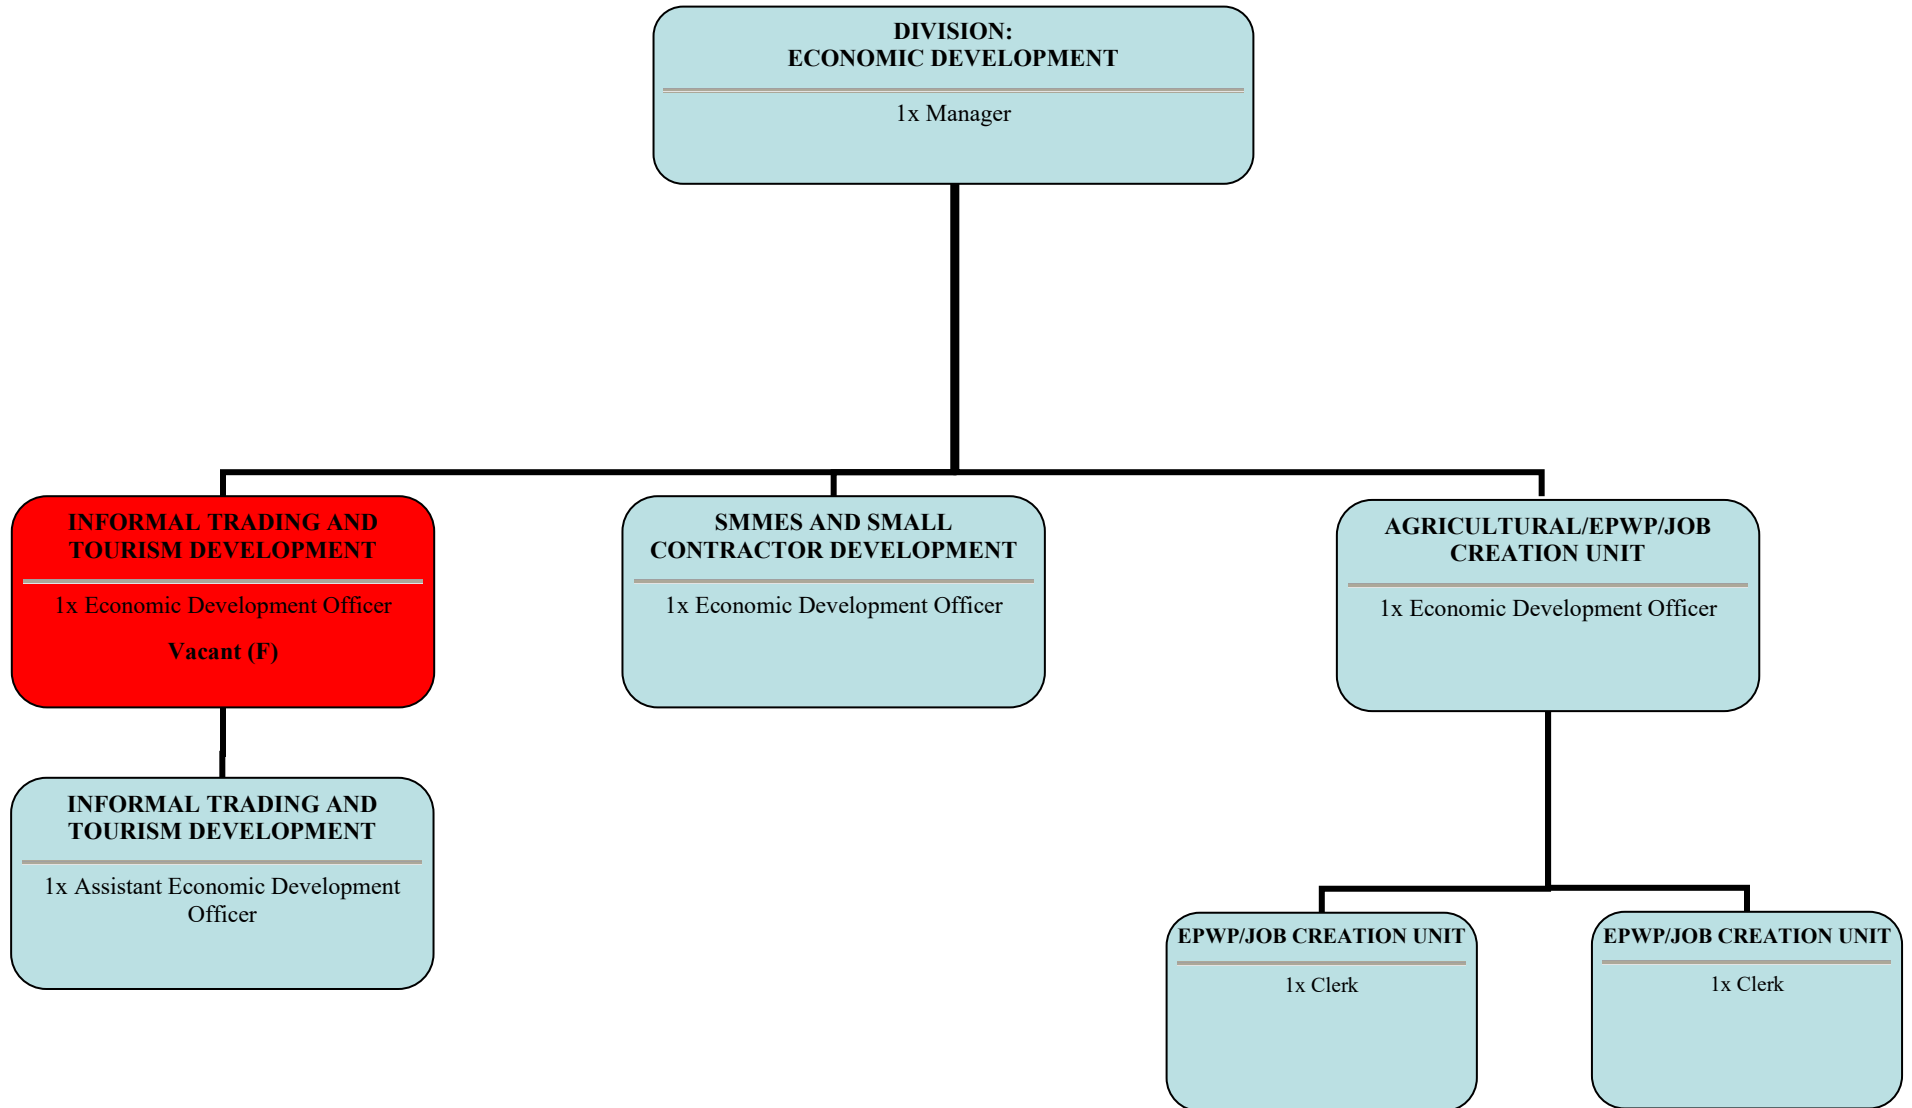 DIVISION:
ECONOMIC DEVELOPMENT
1x Manager
INFORMAL TRADING AND
TOURISM DEVELOPMENT
1x Economic Development Officer
Vacant (F)
SMMES AND SMALL
CONTRACTOR DEVELOPMENT
1x Economic Development Officer
AGRICULTURAL/EPWP/JOB
CREATION UNIT
1x Economic Development Officer
INFORMAL TRADING AND
TOURISM DEVELOPMENT
1x Assistant Economic Development
Officer
EPWP/JOB CREATION UNIT
1x Clerk
EPWP/JOB CREATION UNIT
1x Clerk